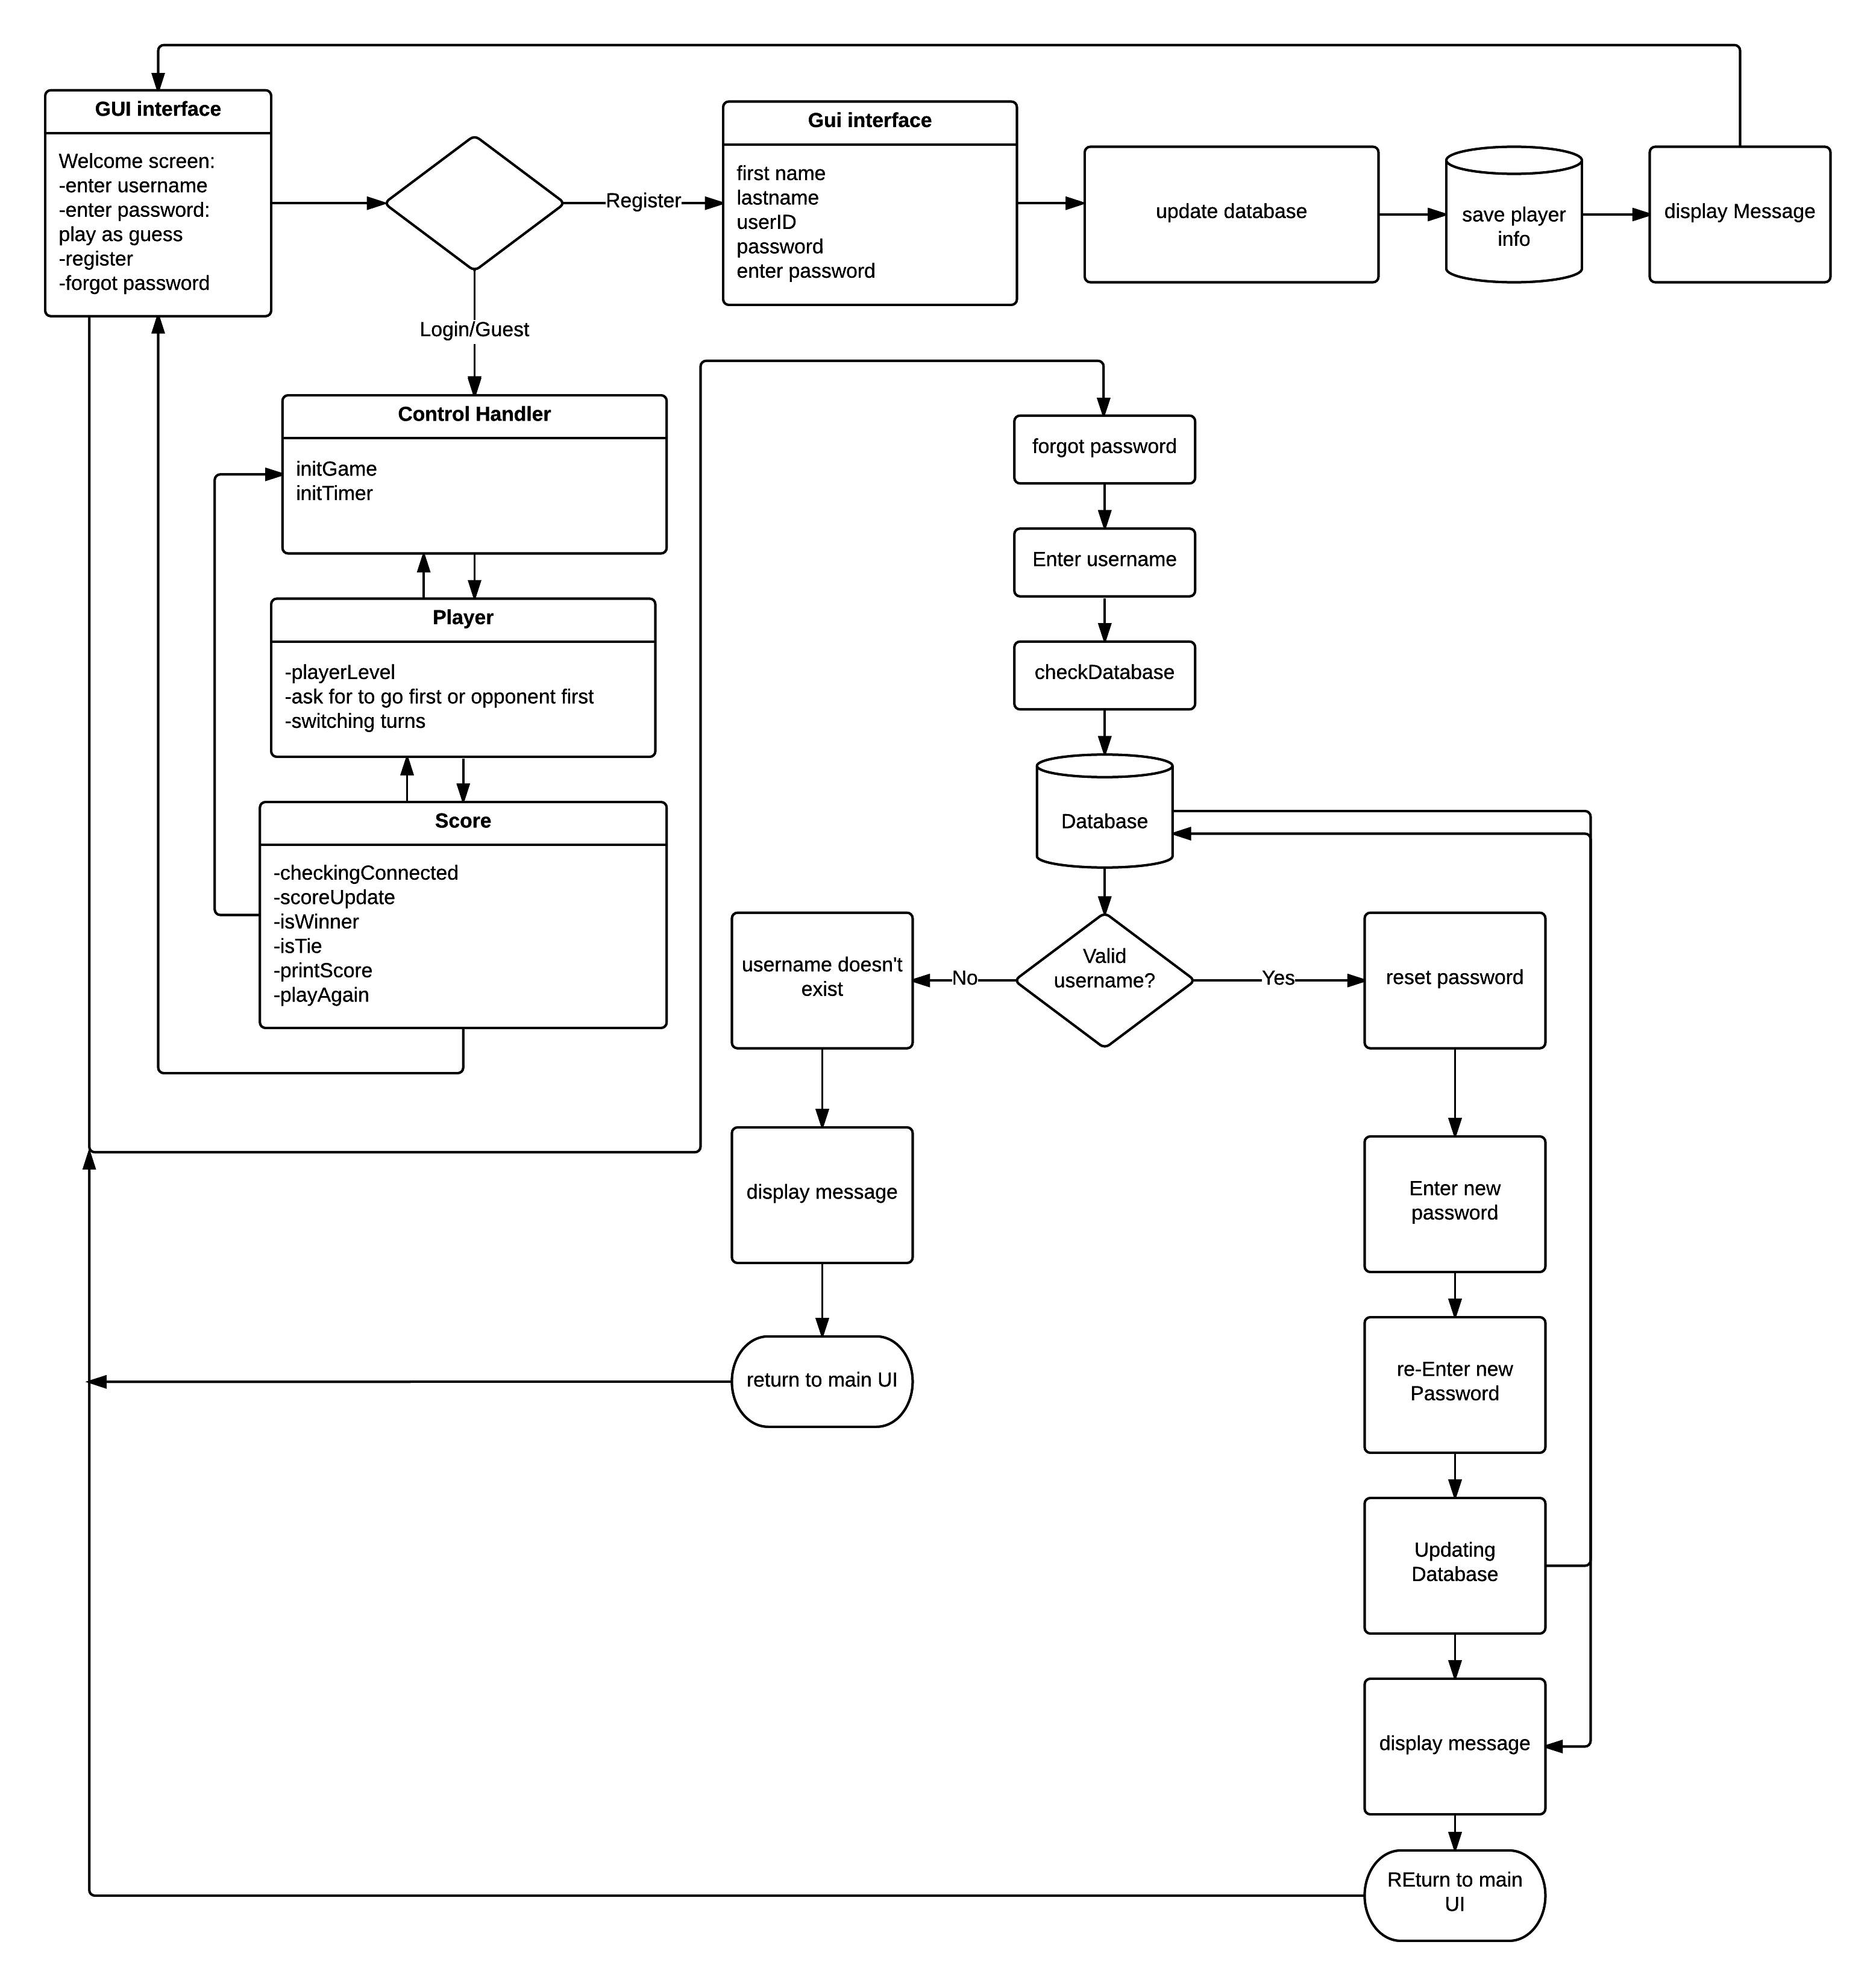 GUI interface
Welcome screen:
-enter username
-enter password:
play as guess
-register
-forgot password
Register
Gui interface
first name
lastname
userID
password
enter password
update database
save player
info
display Message
Login/Guest
Control Handler
initGame
initTimer
Player
-playerLevel
-ask for to go first or opponent first
-switching turns
Score
-checkingConnected
-scoreUpdate
-isWinner
-isTie
-printScore
-playAgain
forgot password
Enter username
checkDatabase
Database
Valid
username?
No
Yes
username doesn't
exist
display message
return to main UI
reset password
Enter new
password
re-Enter new
Password
Updating
Database
display message
REturn to main
UI